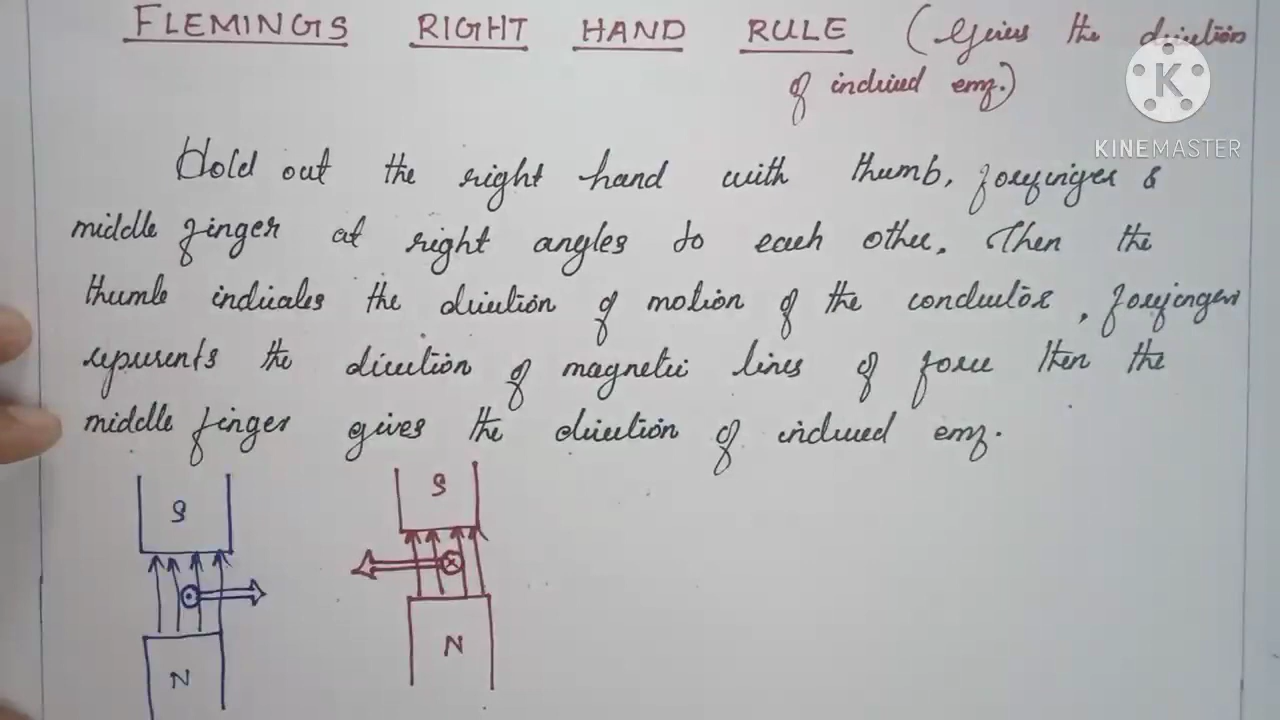 FLEMINGS RIGHT HAND RULE (Gives the direction
of induced emf.)
K
KINEMASTER
Hold out the right hand with thumb, forefinger &
middle finger at right angles to each other. Then the
thumb indicates the direction of motion of the conductor, forefinger
represents the direction of magnetic lines of force then the
middle finger gives the direction of induced emf.
S
S
N
N